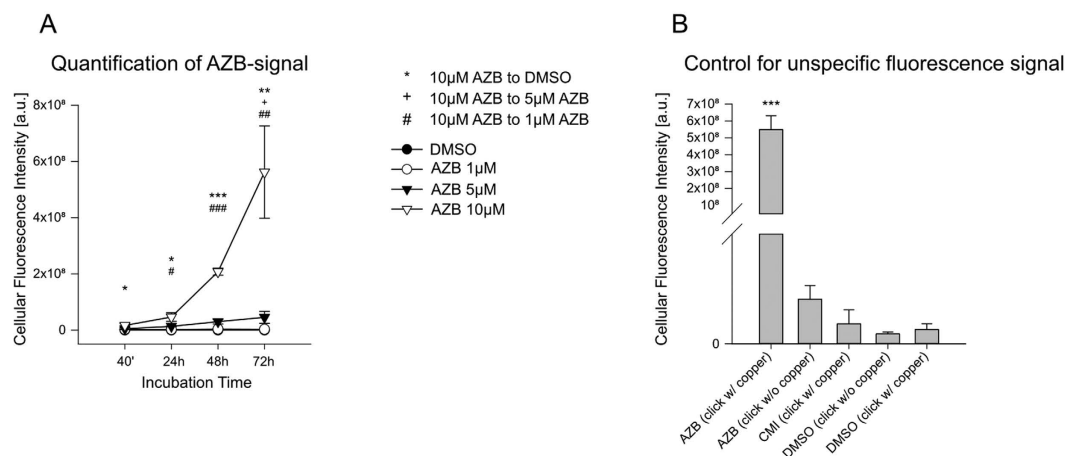 A
Quantification of AZB-signal
Cellular Fluorescence Intensity [a.u.]
8x10⁸
6x10⁸
4x10⁸
2x10⁸
0
*
*
#
***
###
**
+
##
40'
24h
48h
72h
Incubation Time
* 10µM AZB to DMSO
+ 10µM AZB to 5µM AZB
# 10µM AZB to 1µM AZB
DMSO
AZB 1µM
AZB 5µM
AZB 10µM
B
Control for unspecific fluorescence signal
Cellular Fluorescence Intensity [a.u.]
7x10⁸
6x10⁸
5x10⁸
4x10⁸
3x10⁸
2x10⁸
10⁸
0
***
AZB (click w/ copper)
AZB (click w/o copper)
CMI (click w/ copper)
DMSO (click w/o copper)
DMSO (click w/ copper)